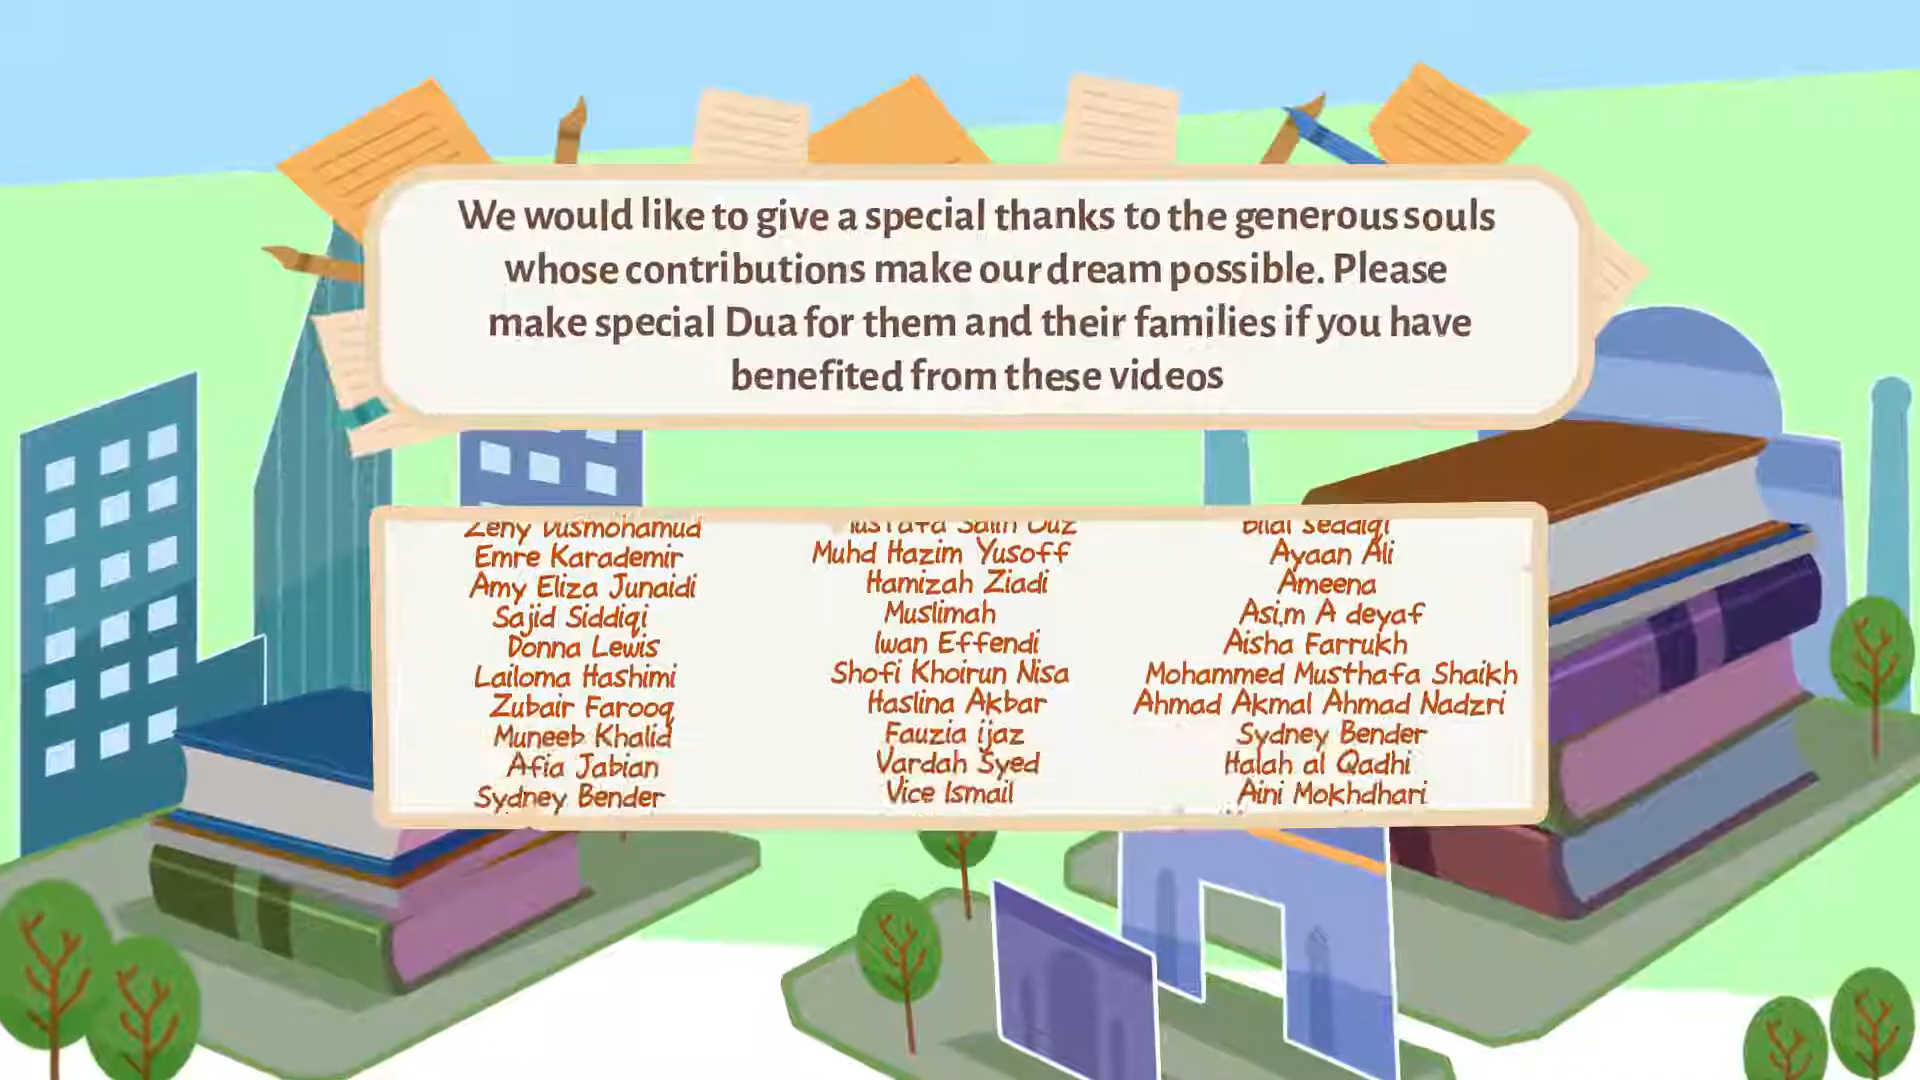 We would like to give a special thanks to the generous souls
whose contributions make our dream possible. Please
make special Dua for them and their families if you have
benefited from these videos
Zeny Dusmohamud
Emre Karademir
Amy Eliza Junaidi
Sajid Siddiqi
Donna Lewis
Lailoma Hashimi
Zubair Farooq
Muneeb Khalid
Afia Jabian
Sydney Bender
Muhd Hazim Yusoff
Hamizah Ziadi
Muslimah
Iwan Effendi
Shofi Khoirun Nisa
Haslina Akbar
Fauzia ijaz
Vardah Syed
Vice Ismail
Bilal Seddiqi
Ayaan Ali
Ameena
Asi,m A deyaf
Aisha Farrukh
Mohammed Musthafa Shaikh
Ahmad Akmal Ahmad Nadzri
Sydney Bender
Halah al Qadhi
Aini Mokhdhari